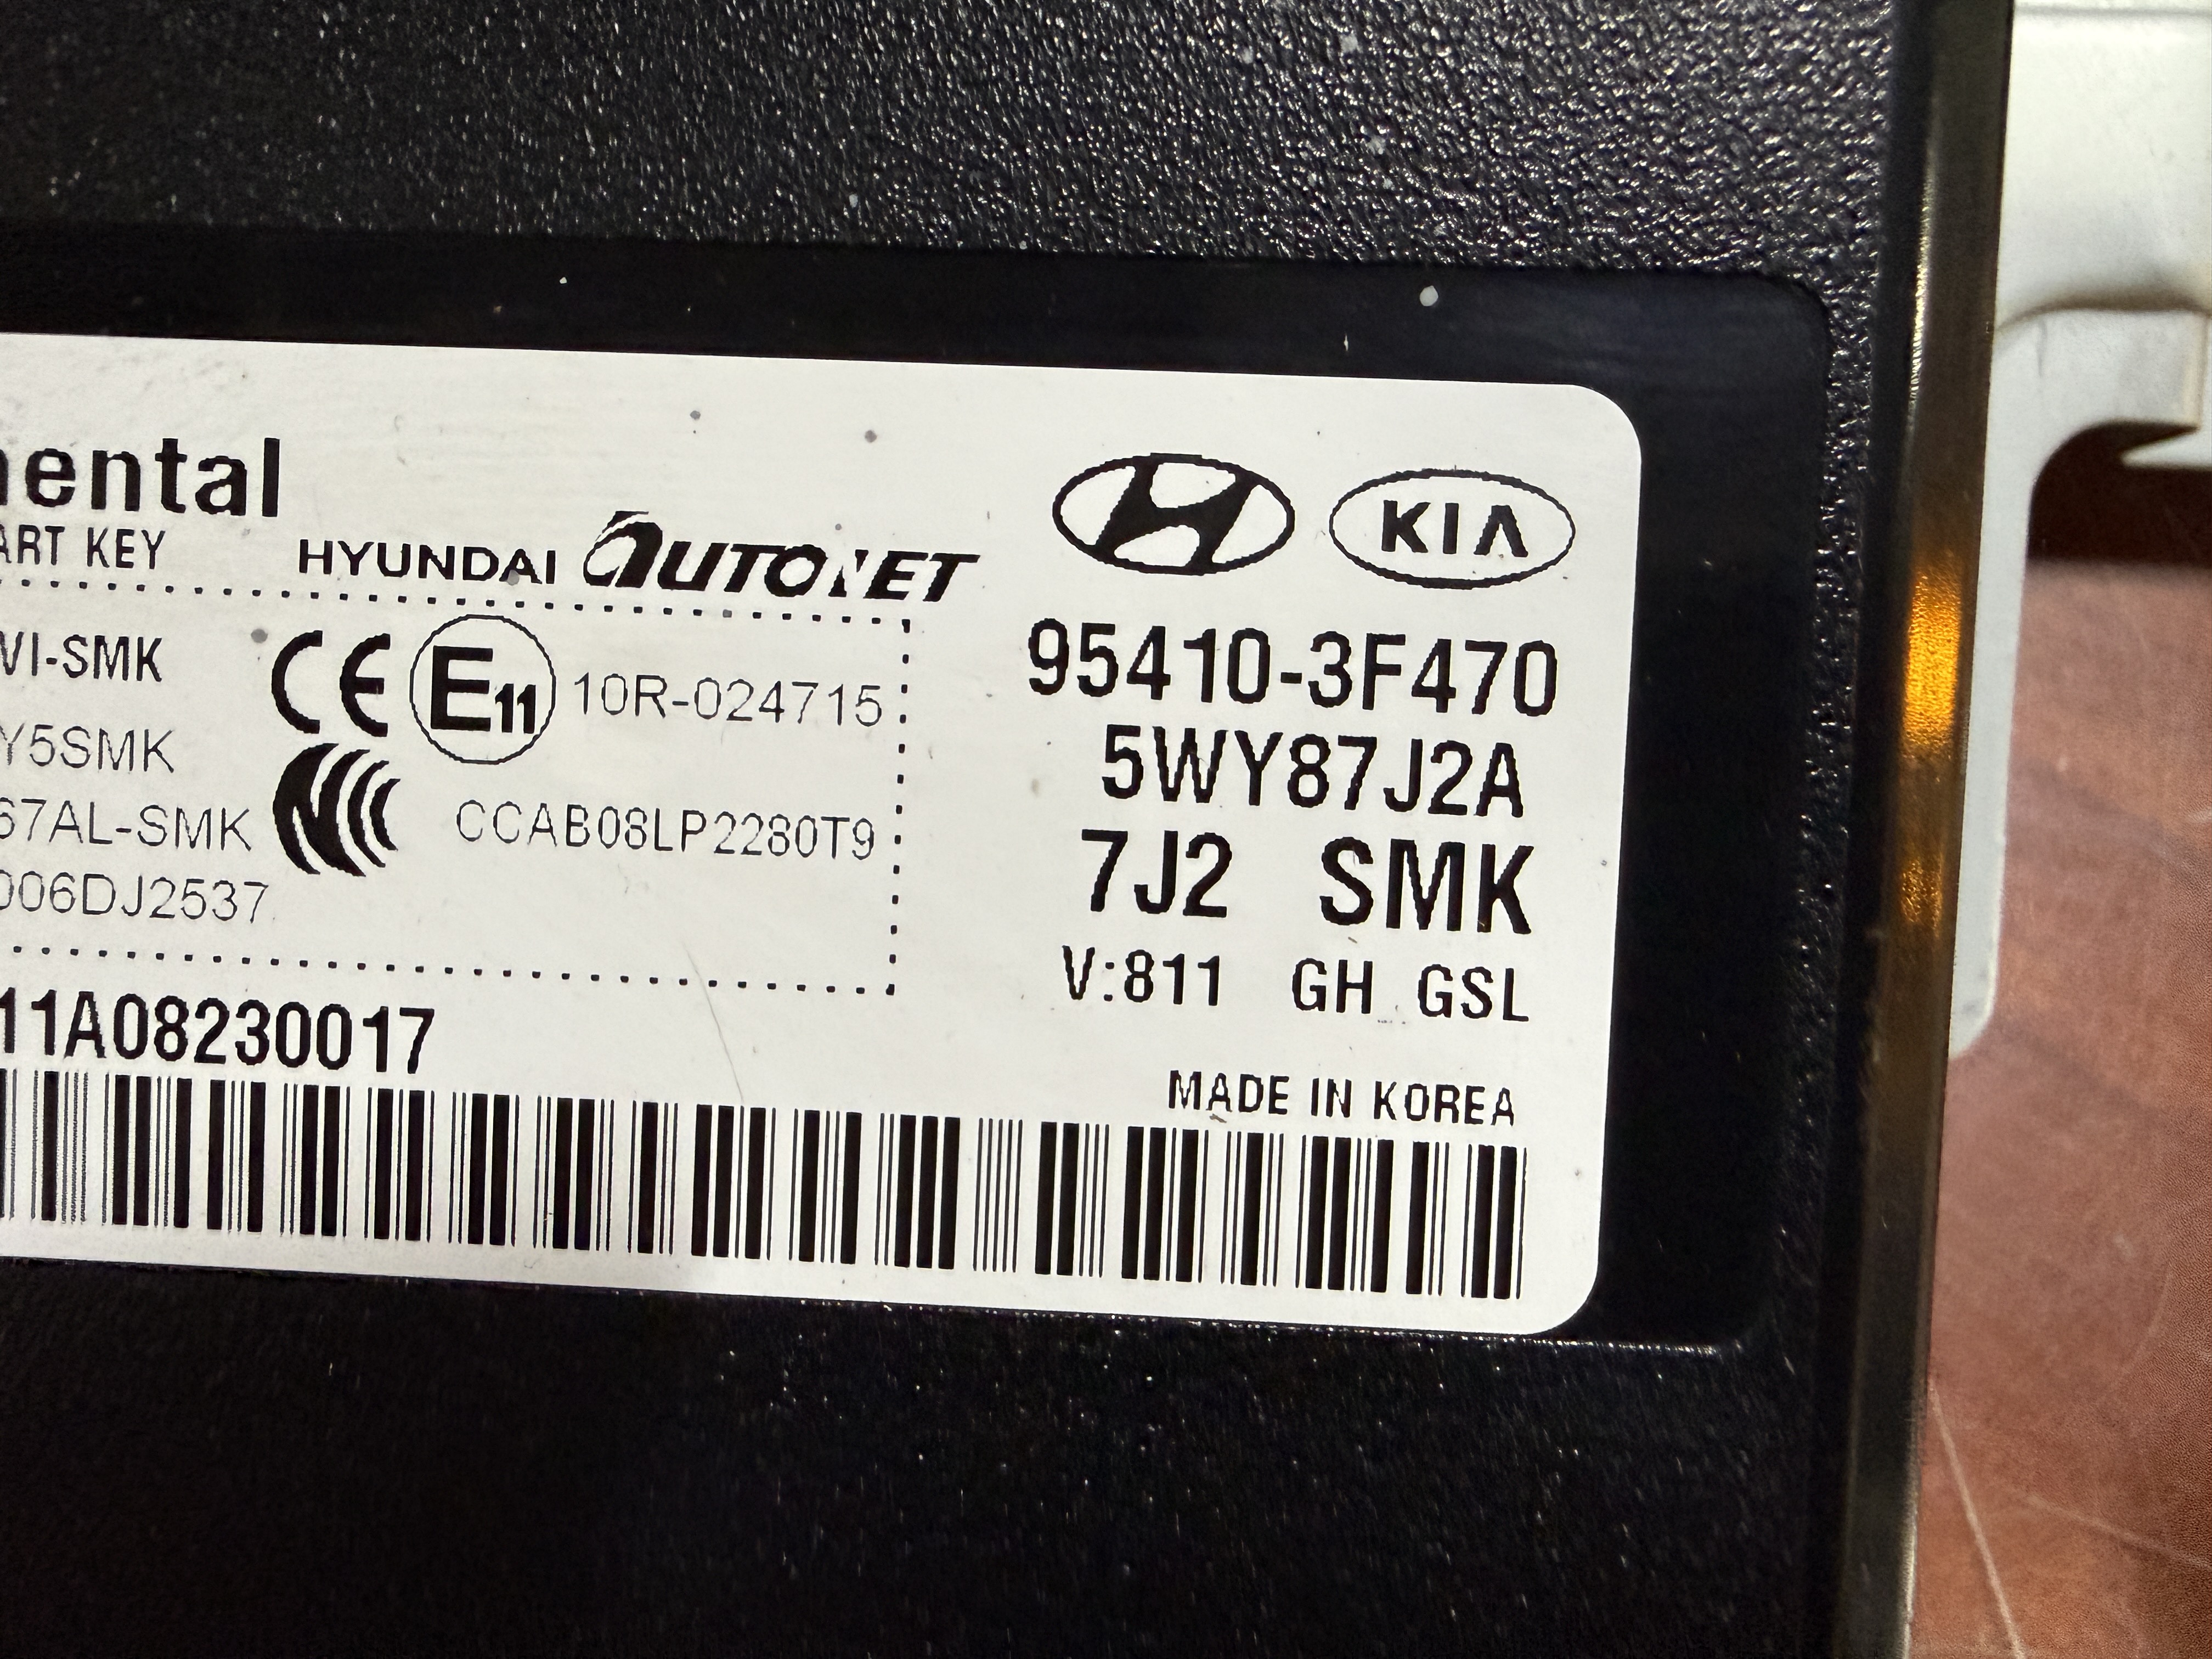 nental
ART KEY
HYUNDAI AUTONET
KIA
VI-SMK
CE E11 10R-024715
Y5SMK
67AL-SMK
CCAB08LP2280T9
006DJ2537
11A08230017
95410-3F470
5WY87J2A
7J2 SMK
V:811 GH GSL
MADE IN KOREA